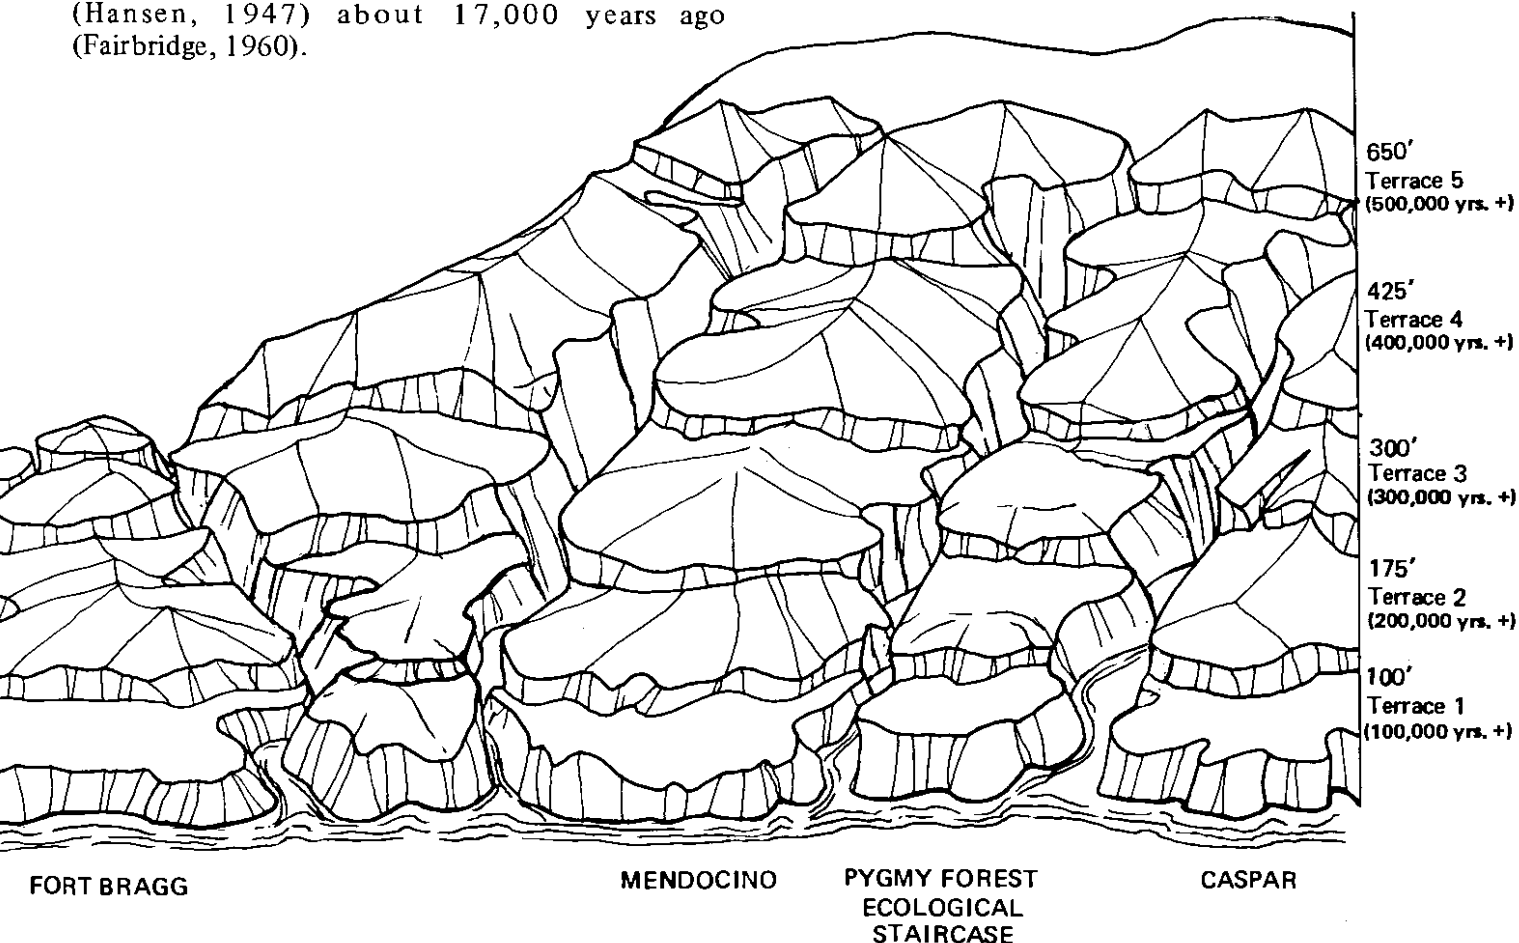 (Hansen, 1947) about 17,000 years ago
(Fairbridge, 1960).
650'
Terrace 5
(500,000 yrs. +)
425'
Terrace 4
(400,000 yrs. +)
300'
Terrace 3
(300,000 yrs. +)
175'
Terrace 2
(200,000 yrs. +)
100'
Terrace 1
(100,000 yrs. +)
FORT BRAGG
MENDOCINO
PYGMY FOREST
ECOLOGICAL
STAIRCASE
CASPAR